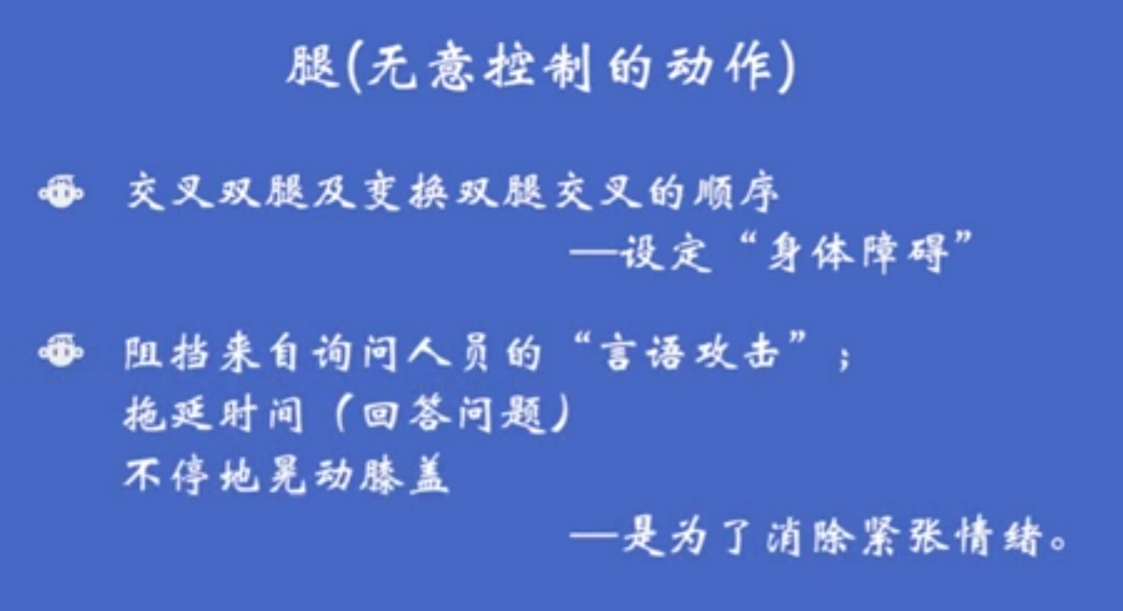 腿(无意控制的动作)
交叉双腿及变换双腿交叉的顺序
—设定“身体障碍”
阻挡来自询问人员的“言语攻击”；
拖延时间（回答问题）
不停地晃动膝盖
—是为了消除紧张情绪。